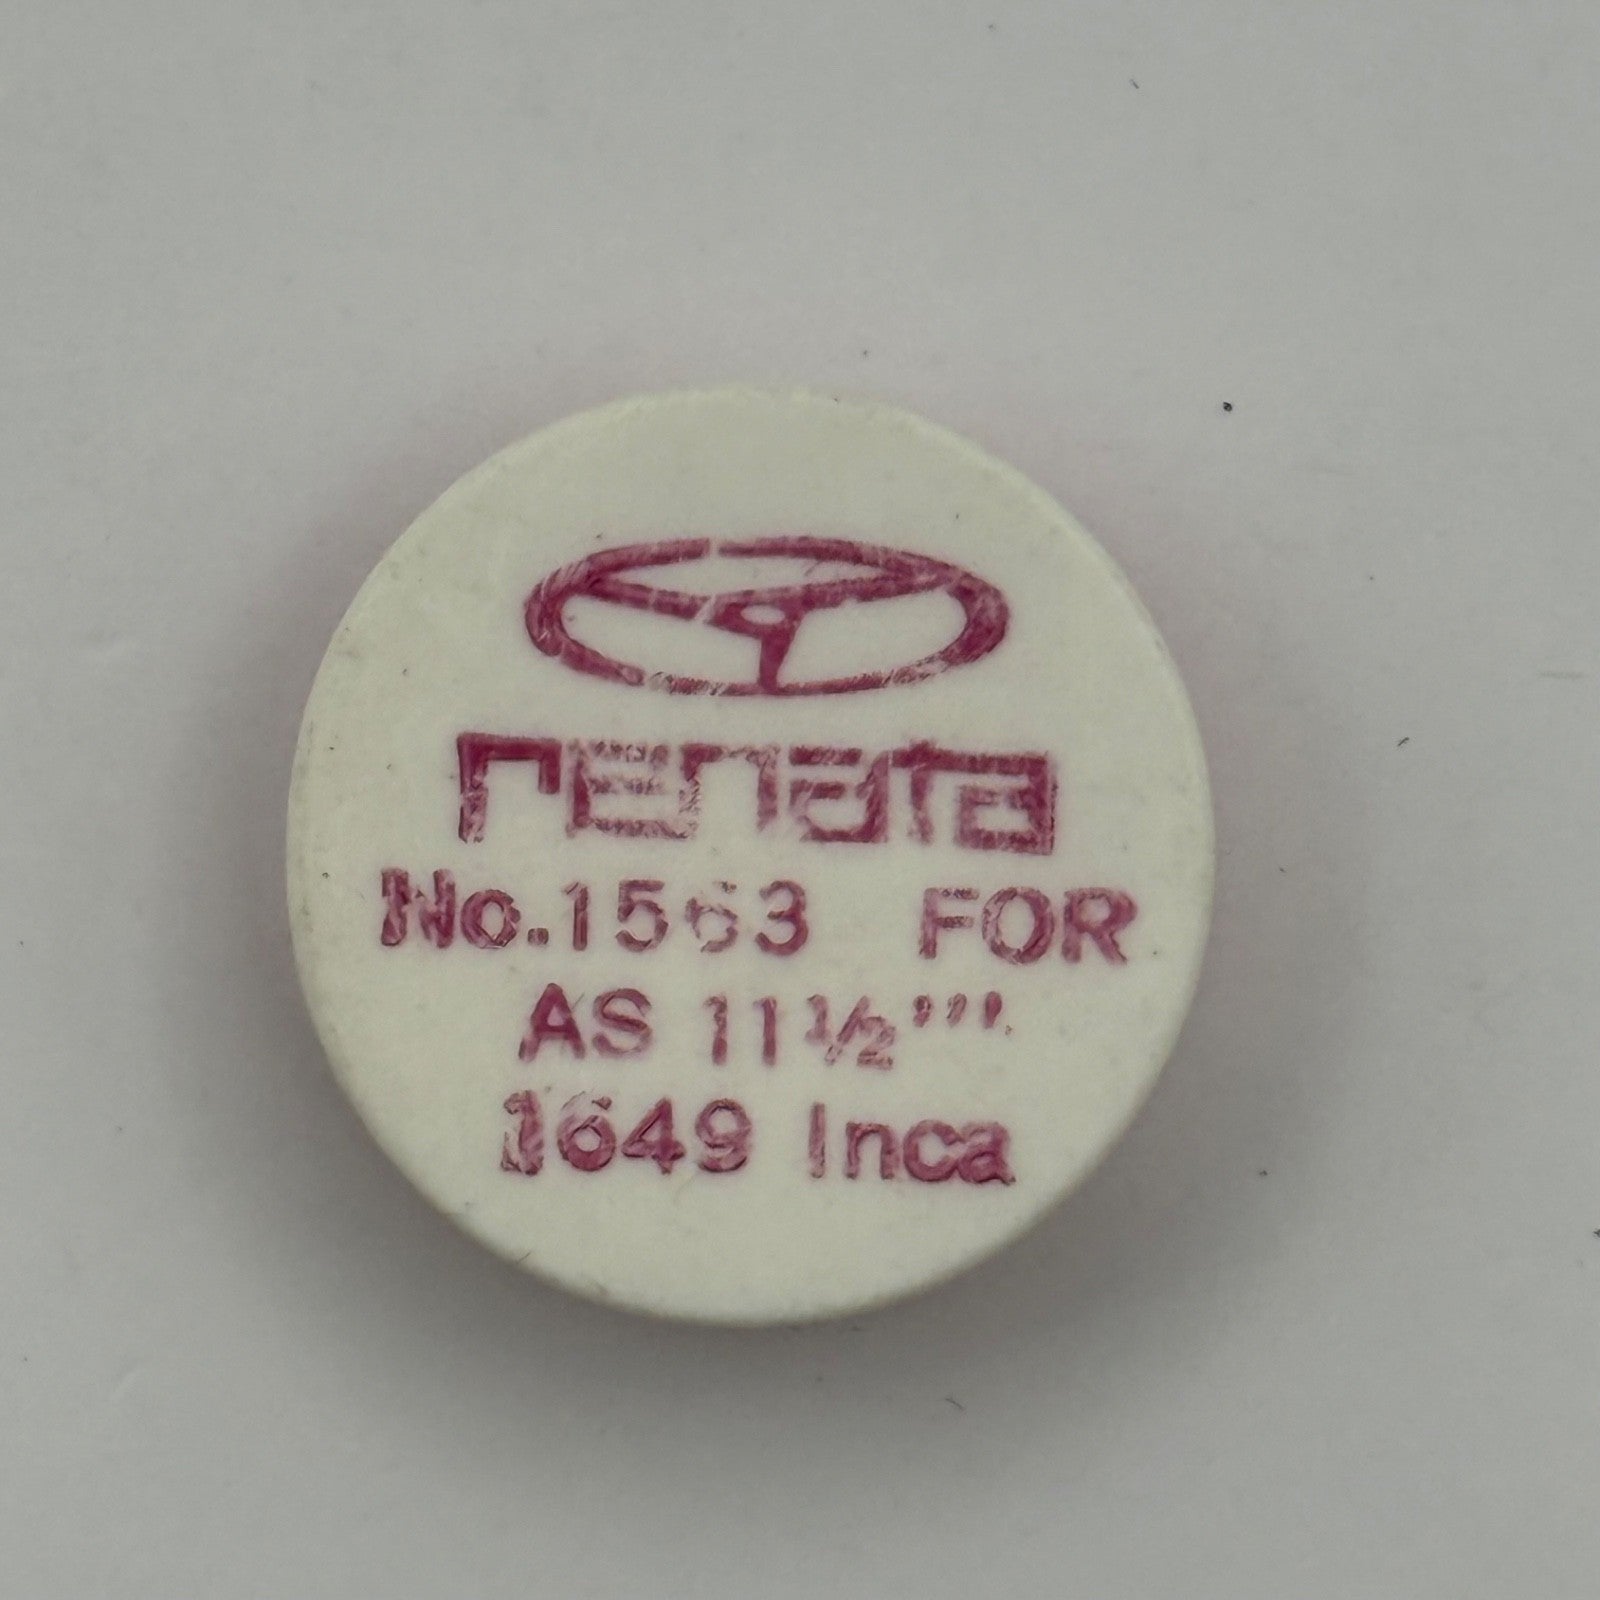 renata
No.1563 FOR
AS 11½'''
1649 Inca